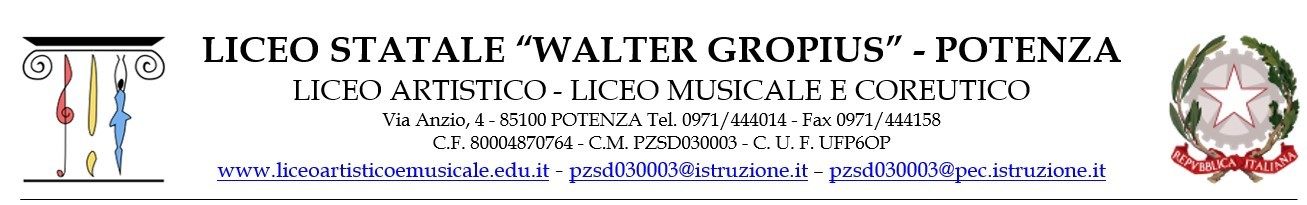 LICEO STATALE “WALTER GROPIUS” - POTENZA
LICEO ARTISTICO - LICEO MUSICALE E COREUTICO
Via Anzio, 4 - 85100 POTENZA Tel. 0971/444014 - Fax 0971/444158
C.F. 80004870764 - C.M. PZSD030003 - C. U. F. UFP6OP
www.liceoartisticoemusicale.edu.it - pzsd030003@istruzione.it – pzsd030003@pec.istruzione.it
REPVBBLICA ITALIANA